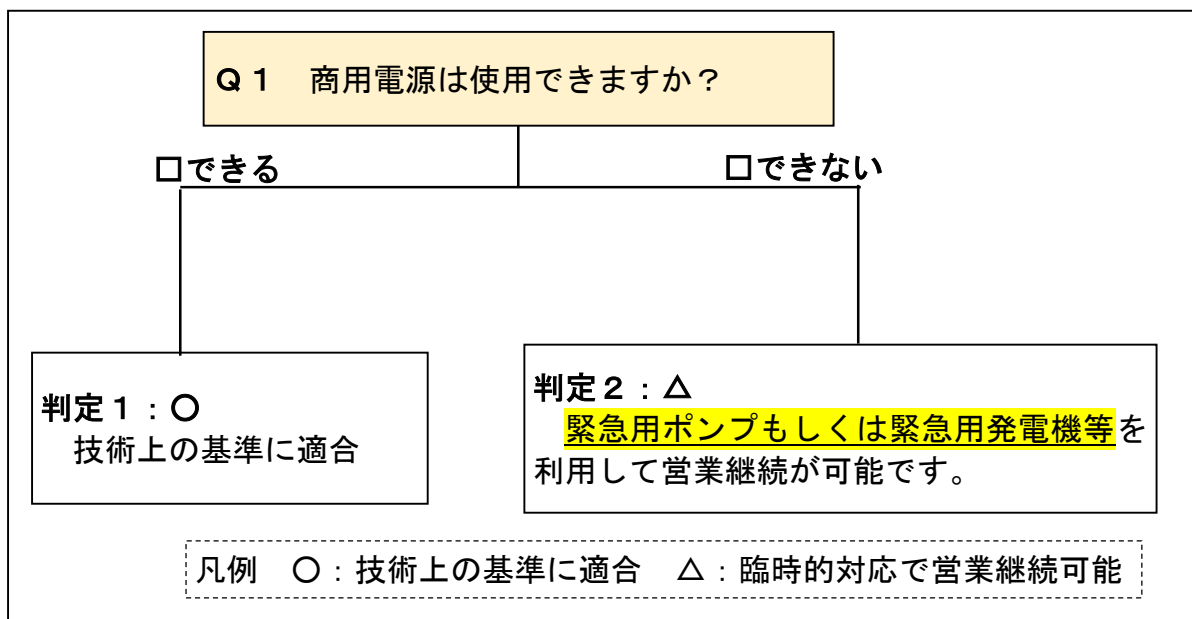 Q1　商用電源は使用できますか？
□できる
□できない
判定1：○
技術上の基準に適合
判定2：△
緊急用ポンプもしくは緊急用発電機等を
利用して営業継続が可能です。
凡例　○：技術上の基準に適合　△：臨時的対応で営業継続可能